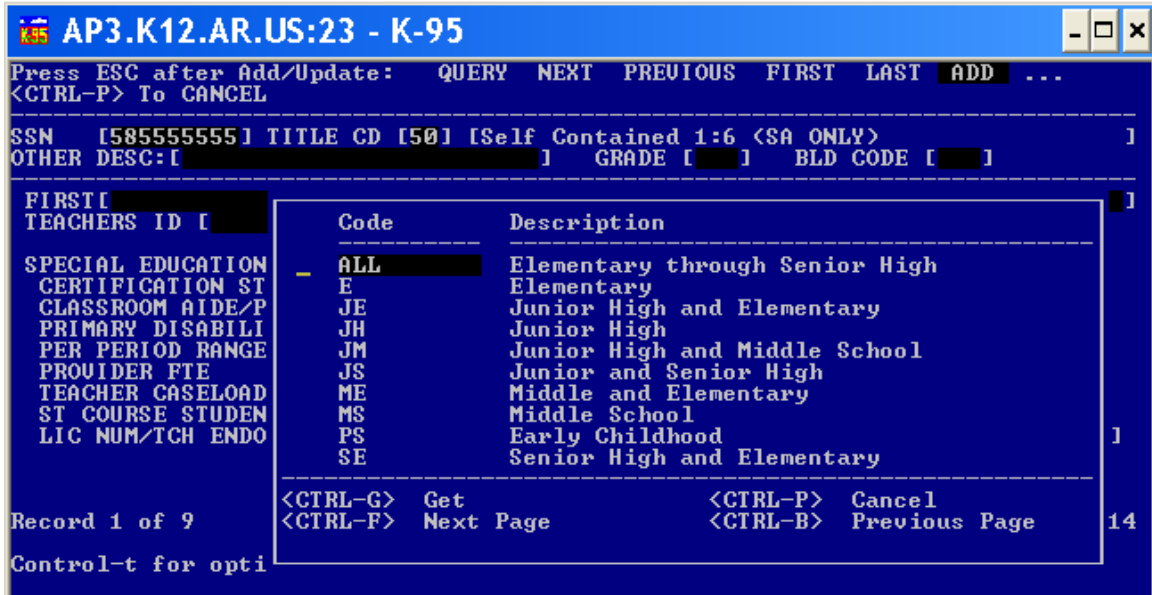 K-95 AP3.K12.AR.US:23 - K-95
Press ESC after Add/Update: QUERY NEXT PREVIOUS FIRST LAST ADD ...
<CTRL-P> To CANCEL
SSN [585555555] TITLE CD [50] [Self Contained 1:6 <SA ONLY> ]
OTHER DESC:[ ] GRADE [ ] BLD CODE [ ]
FIRST[ ]
TEACHERS ID [
Code Description
SPECIAL EDUCATION
ALL Elementary through Senior High
CERTIFICATION ST E Elementary
CLASSROOM AIDE/P JE Junior High and Elementary
PRIMARY DISABILI JH Junior High
PER PERIOD RANGE JM Junior High and Middle School
PROVIDER FTE JS Junior and Senior High
TEACHER CASELOAD ME Middle and Elementary
ST COURSE STUDEN MS Middle School
LIC NUM/TCH ENDO PS Early Childhood ]
SE Senior High and Elementary
<CTRL-G> Get <CTRL-P> Cancel
Record 1 of 9 <CTRL-F> Next Page <CTRL-B> Previous Page 14
Control-t for opti